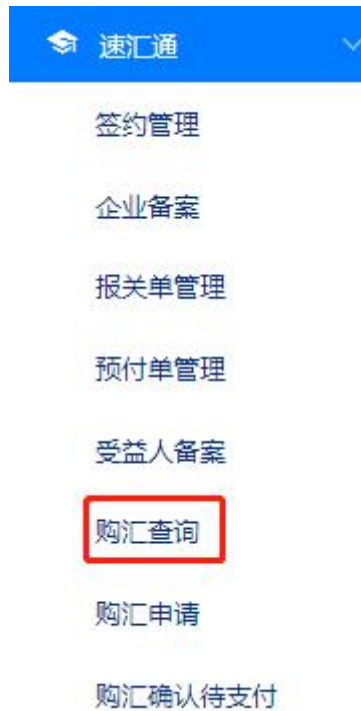 速汇通
签约管理
企业备案
报关单管理
预付单管理
受益人备案
购汇查询
购汇申请
购汇确认待支付